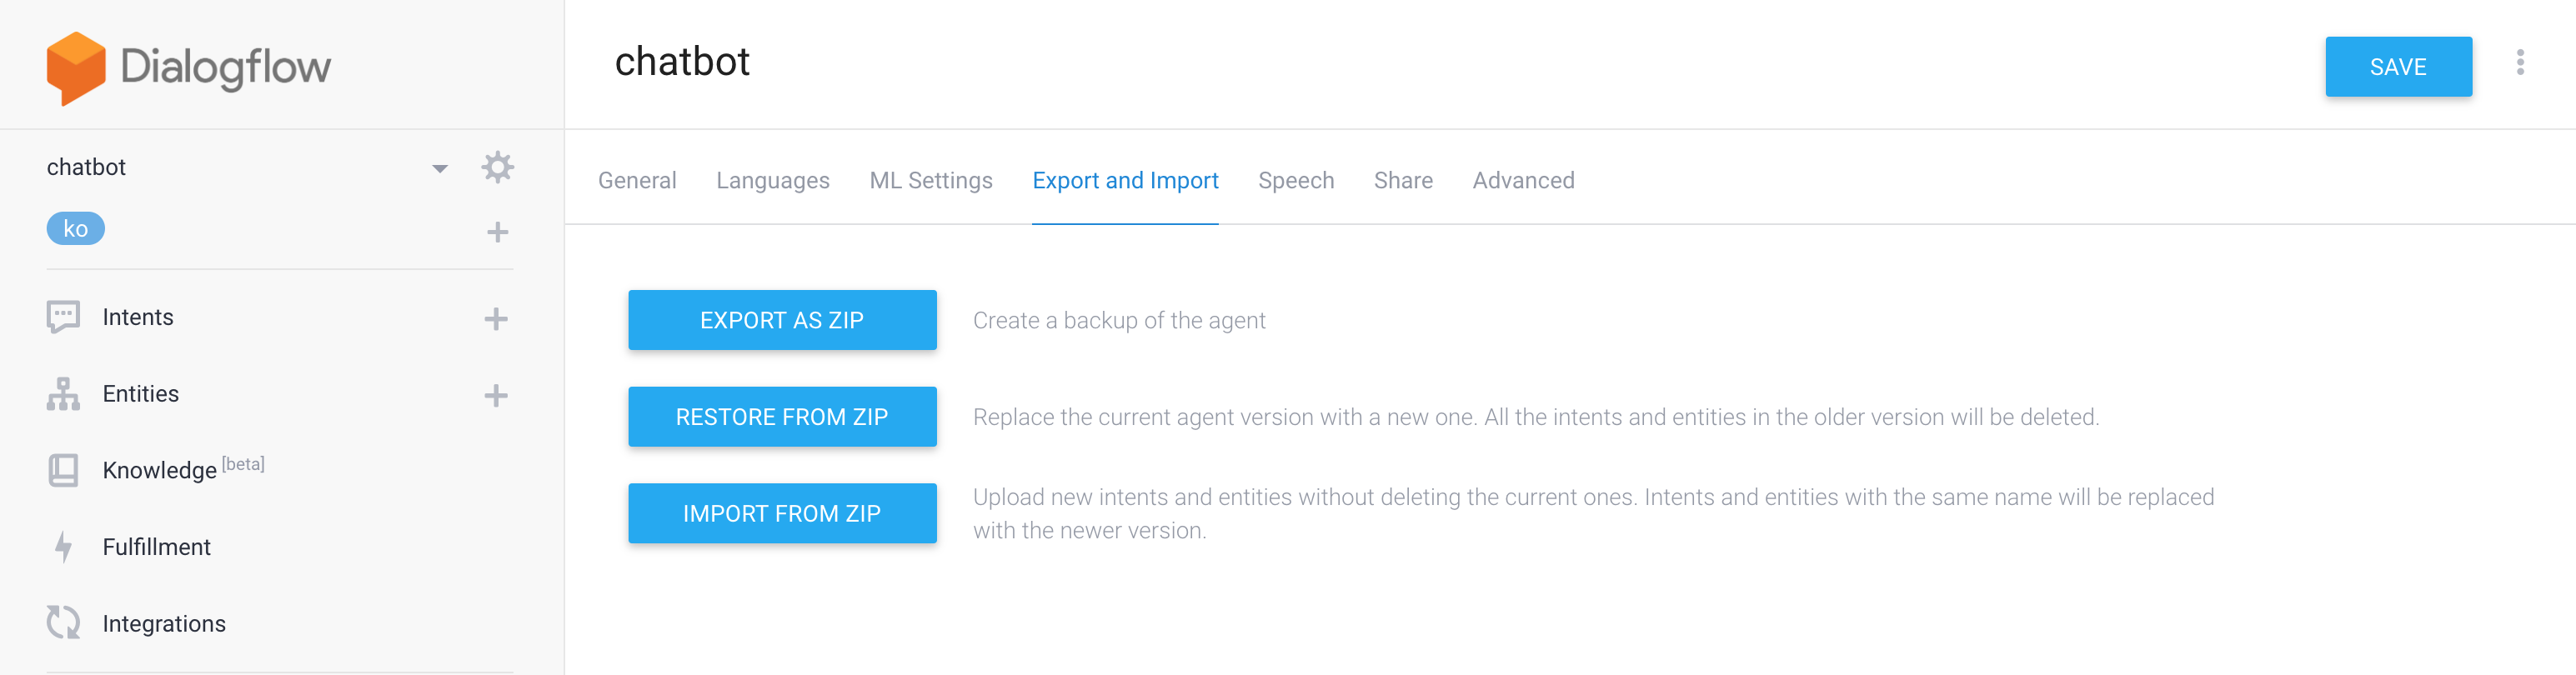 Dialogflow
chatbot
ko
Intents
Entities
Knowledge [beta]
Fulfillment
Integrations
chatbot
SAVE
General Languages ML Settings Export and Import Speech Share Advanced
EXPORT AS ZIP Create a backup of the agent
RESTORE FROM ZIP Replace the current agent version with a new one. All the intents and entities in the older version will be deleted.
IMPORT FROM ZIP Upload new intents and entities without deleting the current ones. Intents and entities with the same name will be replaced
with the newer version.